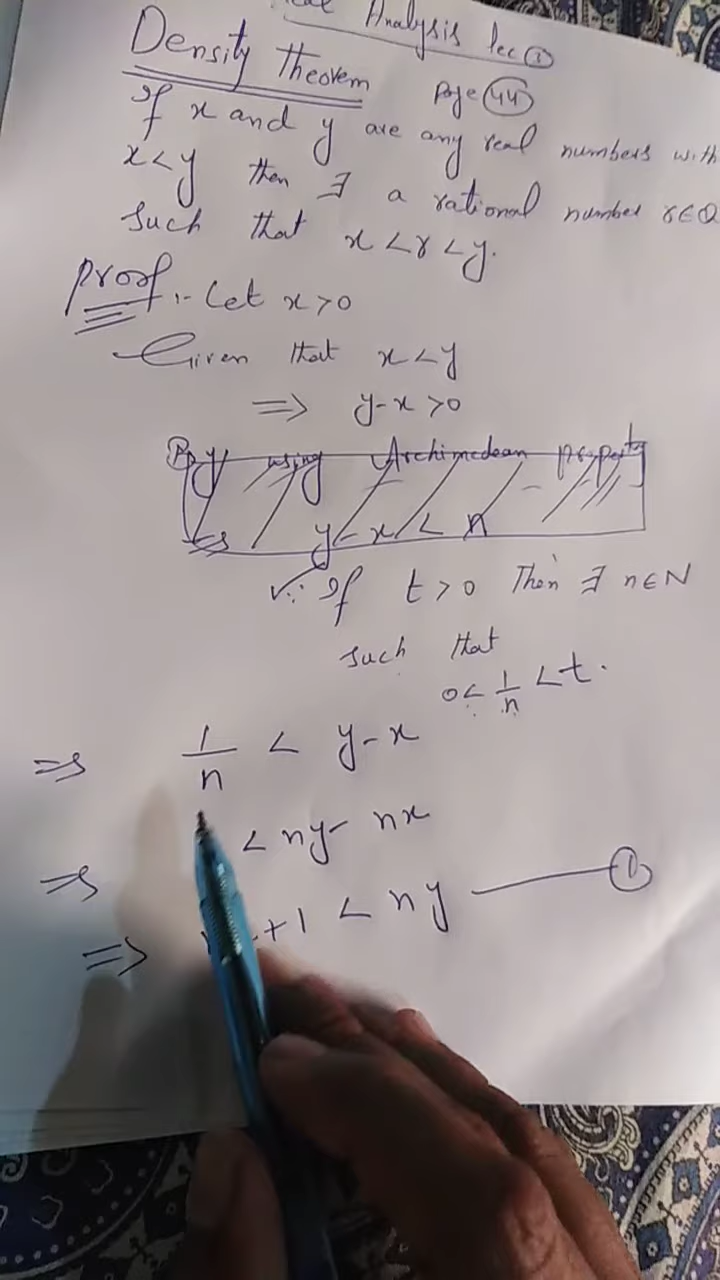 Analysis lec ①
Density Theorem Page 44
If x and y are any real numbers with
x < y then ∃ a rational number r∈Q
such that x < r < y.
Proof :- Let x > 0
Given that x < y
⇒ y-x > 0
By using Archimedean property
⇒ y-x < n
∵ If t > 0 Then ∃ n∈N
such that
0 < 1/n < t.
⇒ 1/n < y-x
⇒ < ny- nx
⇒ +1 < ny — ①